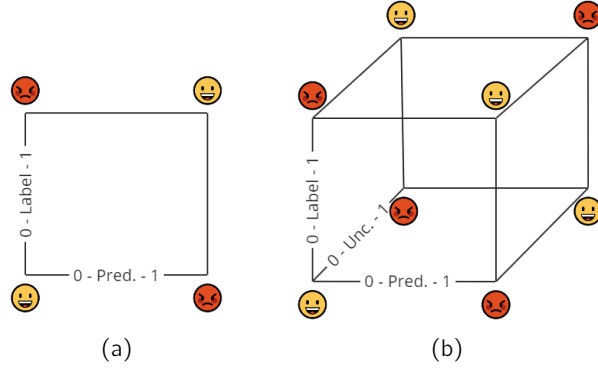 0 - Label - 1
0 - Pred. - 1
(a)
0 - Label - 1
0 - Unc. - 1
0 - Pred. - 1
(b)